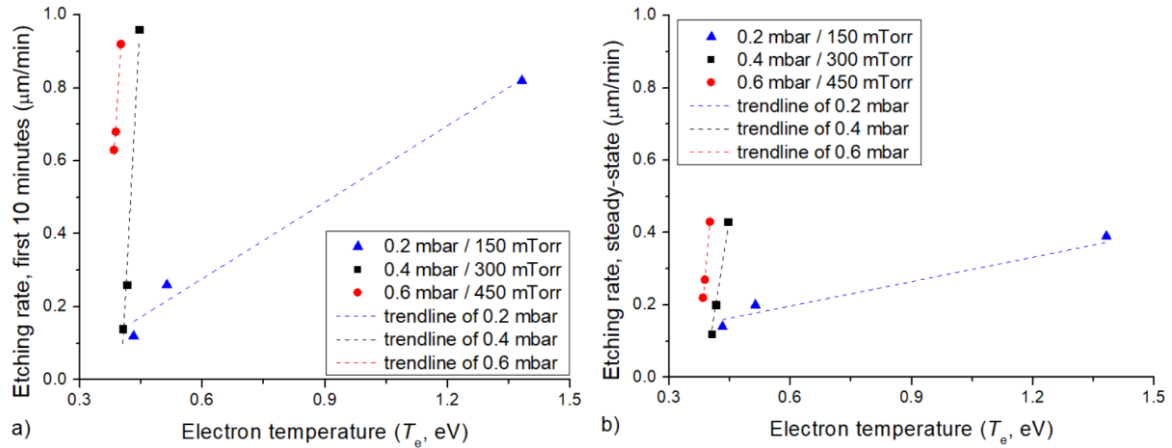 Etching rate, first 10 minutes (μm/min)
1.0
0.8
0.6
0.4
0.2
0.0
0.2 mbar / 150 mTorr
0.4 mbar / 300 mTorr
0.6 mbar / 450 mTorr
trendline of 0.2 mbar
trendline of 0.4 mbar
trendline of 0.6 mbar
0.3 0.6 0.9 1.2 1.5
a) Electron temperature (Te, eV)
Etching rate, steady-state (μm/min)
1.0
0.8
0.6
0.4
0.2
0.0
0.2 mbar / 150 mTorr
0.4 mbar / 300 mTorr
0.6 mbar / 450 mTorr
trendline of 0.2 mbar
trendline of 0.4 mbar
trendline of 0.6 mbar
0.3 0.6 0.9 1.2 1.5
b) Electron temperature (Te, eV)